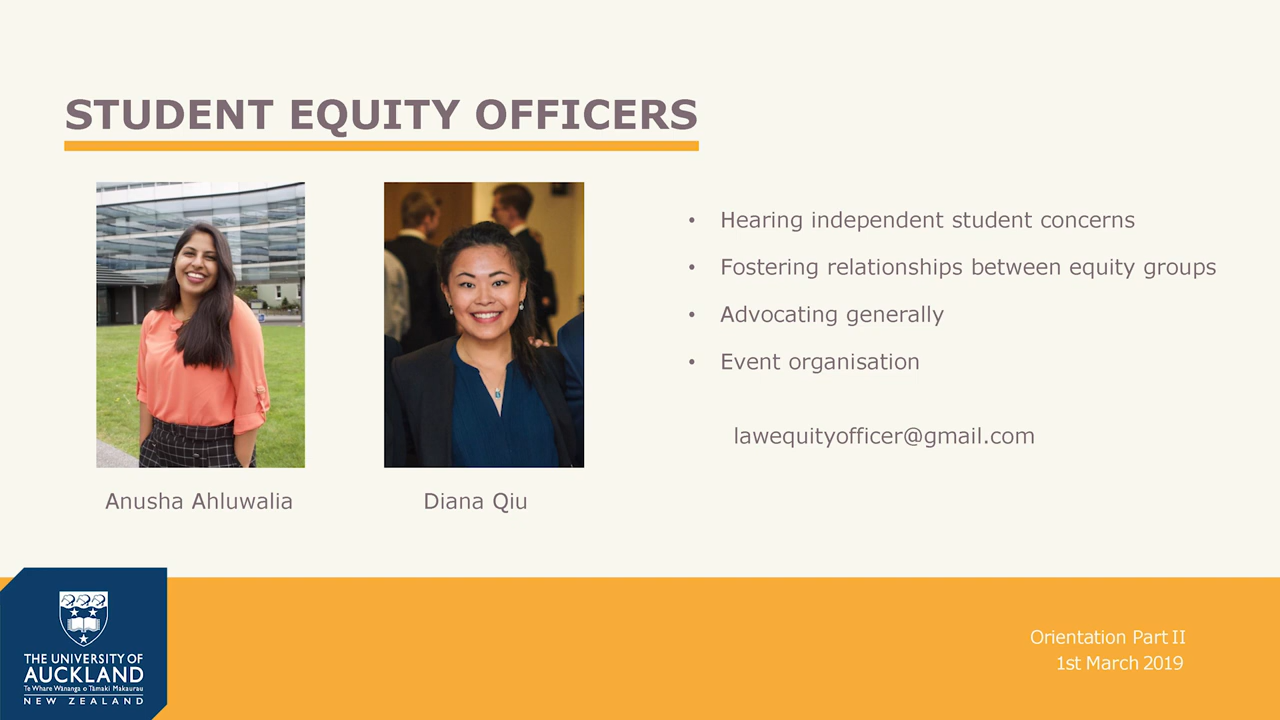 STUDENT EQUITY OFFICERS
• Hearing independent student concerns
• Fostering relationships between equity groups
• Advocating generally
• Event organisation
lawequityofficer@gmail.com
Anusha Ahluwalia
Diana Qiu
THE UNIVERSITY OF
AUCKLAND
Te Whare Wānanga o Tāmaki Makaurau
NEW ZEALAND
Orientation Part II
1st March 2019